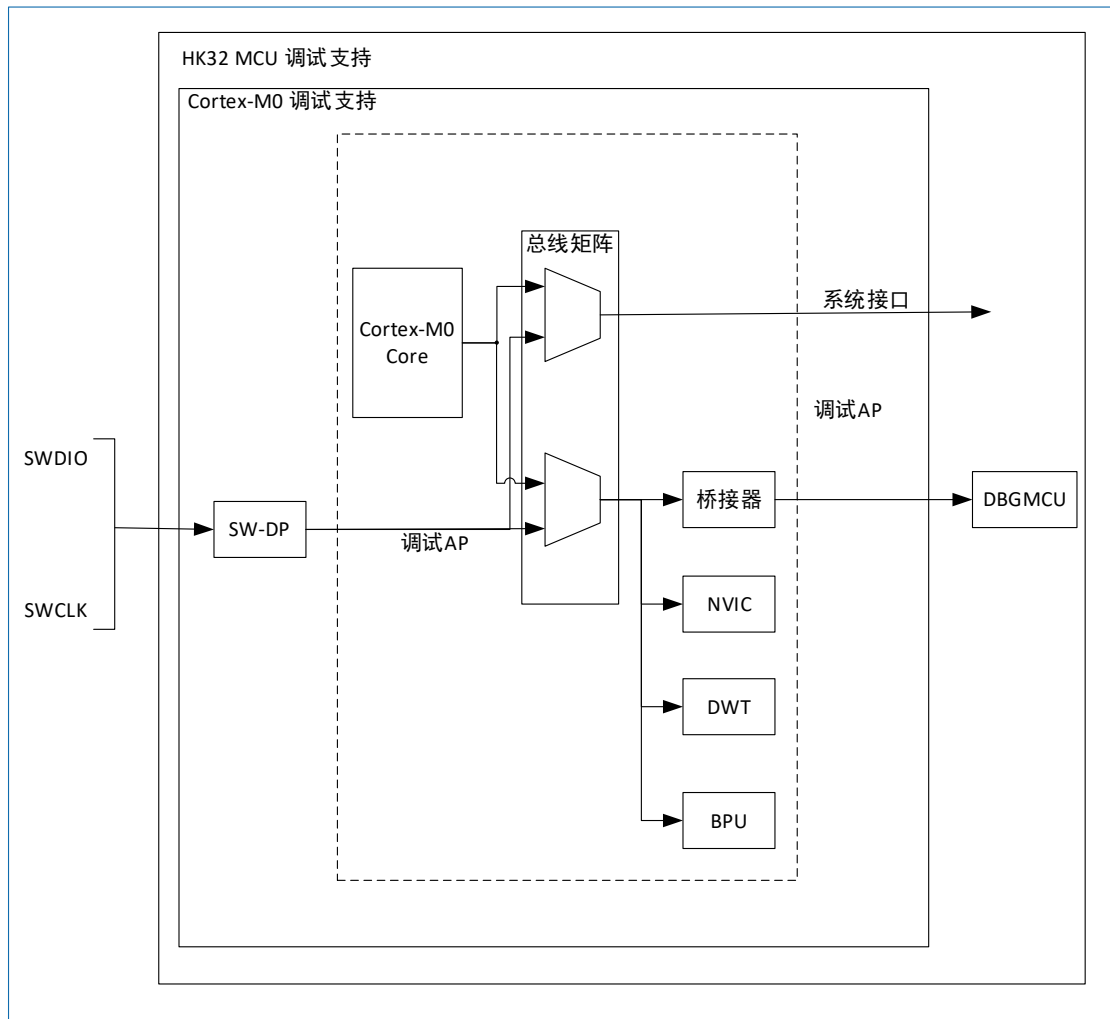 HK32 MCU 调试支持
Cortex-M0 调试支持
总线矩阵
Cortex-M0
Core
系统接口
调试AP
SWDIO
SW-DP
调试AP
桥接器
DBGMCU
SWCLK
NVIC
DWT
BPU